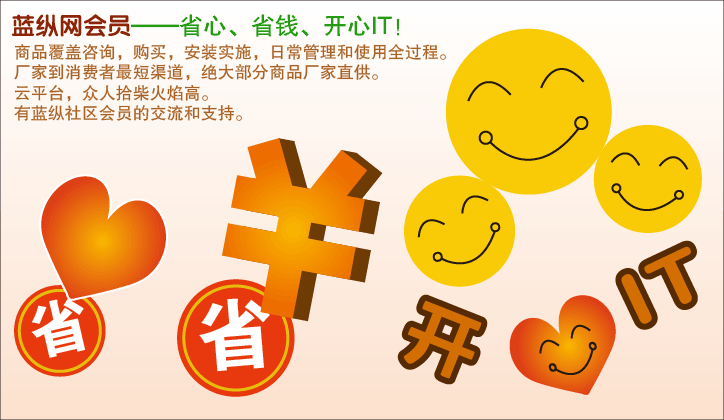 蓝纵网会员——省心、省钱、开心IT!
商品覆盖咨询，购买，安装实施，日常管理和使用全过程。
厂家到消费者最短渠道，绝大部分商品厂家直供。
云平台，众人拾柴火焰高。
有蓝纵社区会员的交流和支持。
省
省
¥
开
IT